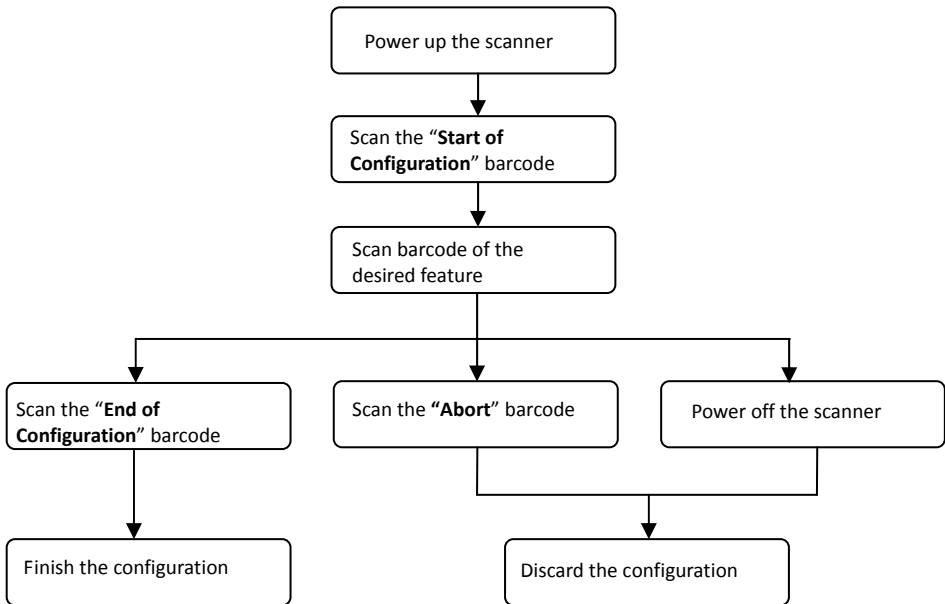 Power up the scanner
Scan the “Start of
Configuration” barcode
Scan barcode of the
desired feature
Scan the “End of
Configuration” barcode
Scan the “Abort” barcode
Power off the scanner
Finish the configuration
Discard the configuration